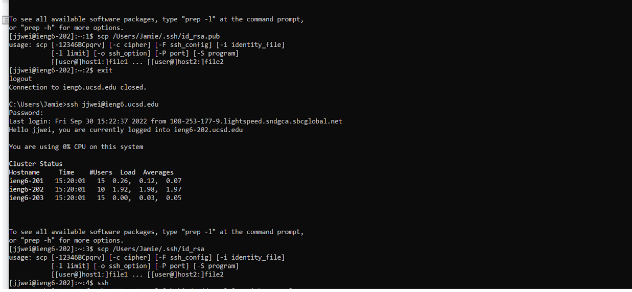 To see all available software packages, type "prep -l" at the command prompt,
or "prep -h" for more options.
[jjwei@ieng6-202]:~:1$ scp /Users/Jamie/.ssh/id_rsa.pub
usage: scp [-12346BCpqrv] [-c cipher] [-F ssh_config] [-i identity_file]
[-l limit] [-o ssh_option] [-P port] [-S program]
[[user@]host1:]file1 ... [[user@]host2:]file2
[jjwei@ieng6-202]:~:2$ exit
logout
Connection to ieng6.ucsd.edu closed.
C:\Users\Jamie>ssh jjwei@ieng6.ucsd.edu
Password:
Last login: Fri Sep 30 15:22:37 2022 from 108-253-177-9.lightspeed.sndgca.sbcglobal.net
Hello jjwei, you are currently logged into ieng6-202.ucsd.edu
You are using 0% CPU on this system
Cluster Status
Hostname Time #Users Load Averages
ieng6-201 15:20:01 15 0.26, 0.12, 0.07
ieng6-202 15:20:01 10 1.92, 1.98, 1.97
ieng6-203 15:20:01 15 0.00, 0.03, 0.05
To see all available software packages, type "prep -l" at the command prompt,
or "prep -h" for more options.
[jjwei@ieng6-202]:~:3$ scp /Users/Jamie/.ssh/id_rsa
usage: scp [-12346BCpqrv] [-c cipher] [-F ssh_config] [-i identity_file]
[-l limit] [-o ssh_option] [-P port] [-S program]
[[user@]host1:]file1 ... [[user@]host2:]file2
[jjwei@ieng6-202]:~:4$ ssh